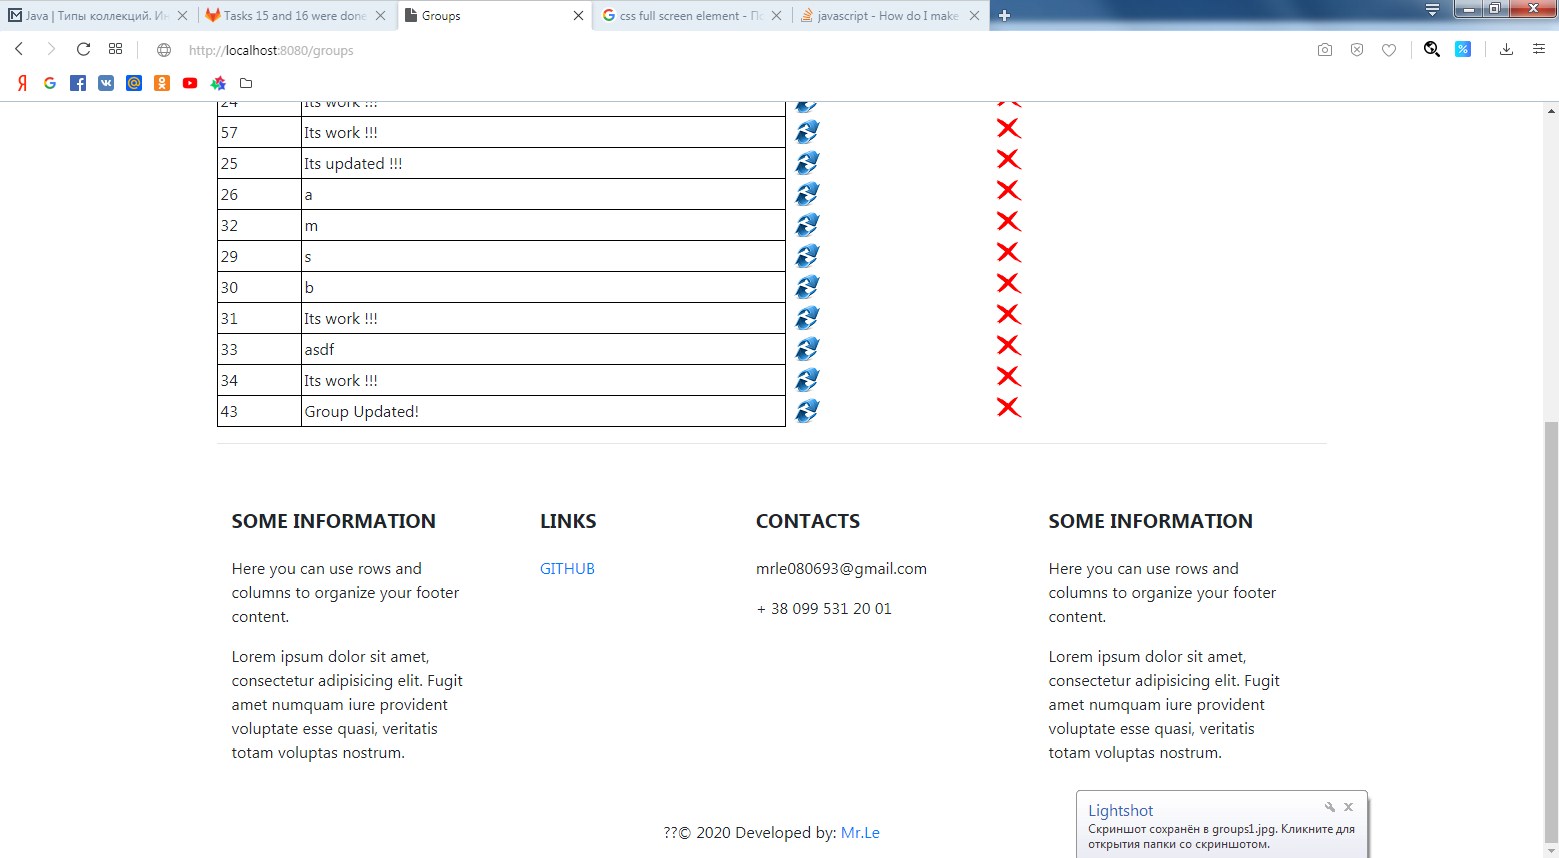 Java | Типы коллекций. Ин
Tasks 15 and 16 were done
Groups
css full screen element - По
javascript - How do I make
http://localhost:8080/groups
24 Its work !!!
57 Its work !!!
25 Its updated !!!
26 a
32 m
29 s
30 b
31 Its work !!!
33 asdf
34 Its work !!!
43 Group Updated!
SOME INFORMATION
Here you can use rows and
columns to organize your footer
content.
Lorem ipsum dolor sit amet,
consectetur adipisicing elit. Fugit
amet numquam iure provident
voluptate esse quasi, veritatis
totam voluptas nostrum.
LINKS
GITHUB
CONTACTS
mrle080693@gmail.com
+ 38 099 531 20 01
SOME INFORMATION
Here you can use rows and
columns to organize your footer
content.
Lorem ipsum dolor sit amet,
consectetur adipisicing elit. Fugit
amet numquam iure provident
voluptate esse quasi, veritatis
totam voluptas nostrum.
??© 2020 Developed by: Mr.Le
Lightshot
Скриншот сохранён в groups1.jpg. Кликните для
открытия папки со скриншотом.